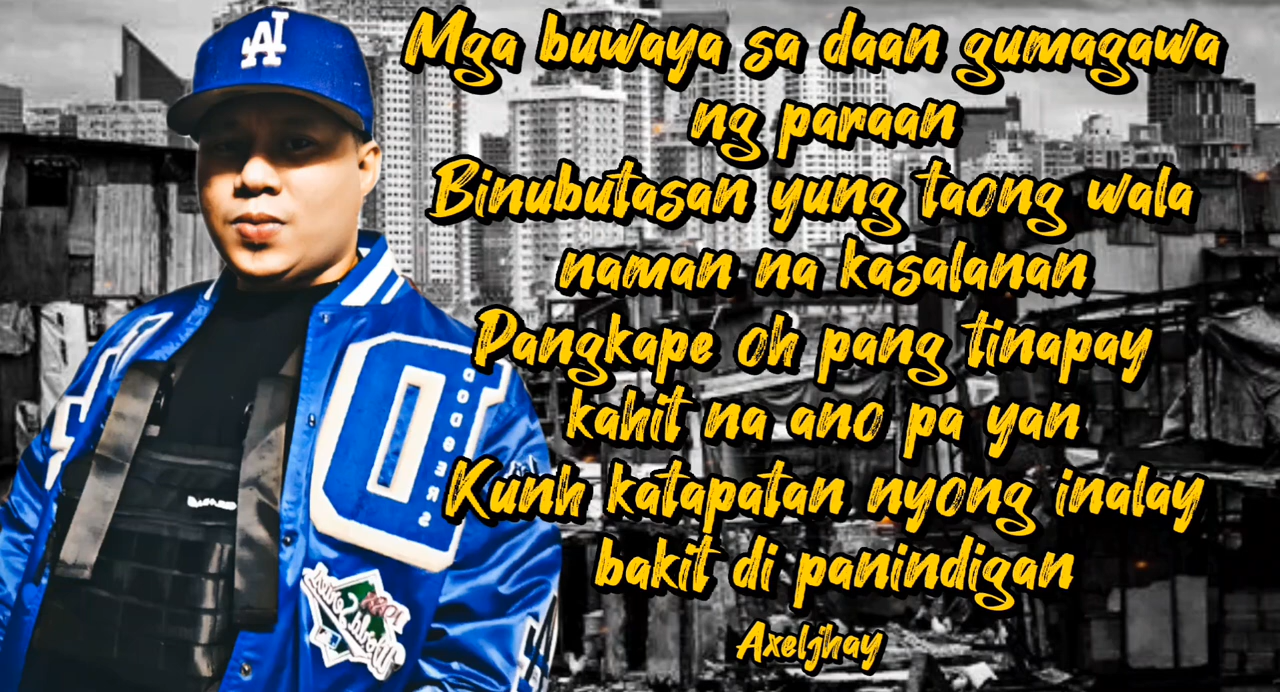 Mga buwaya sa daan gumagawa
ng paraan
Binubutasan yung taong wala
naman na kasalanan
Pangkape oh pang tinapay
kahit na ano pa yan
Kunh katapatan nyong inalay
bakit di panindigan
Axeljhay